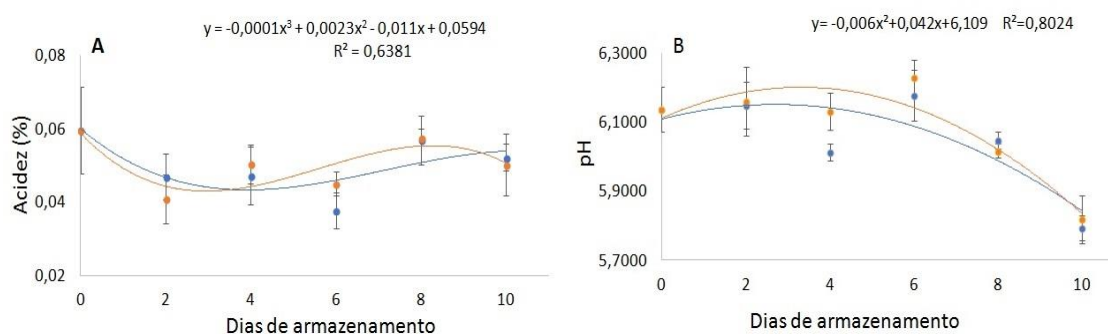 y = -0,0001x³ + 0,0023x² - 0,011x + 0,0594
R² = 0,6381
A
0,08
0,06
0,04
0,02
Acidez (%)
0 2 4 6 8 10
Dias de armazenamento
y= -0,006x²+0,042x+6,109 R²=0,8024
B
6,3000
6,1000
5,9000
5,7000
pH
0 2 4 6 8 10
Dias de armazenamento